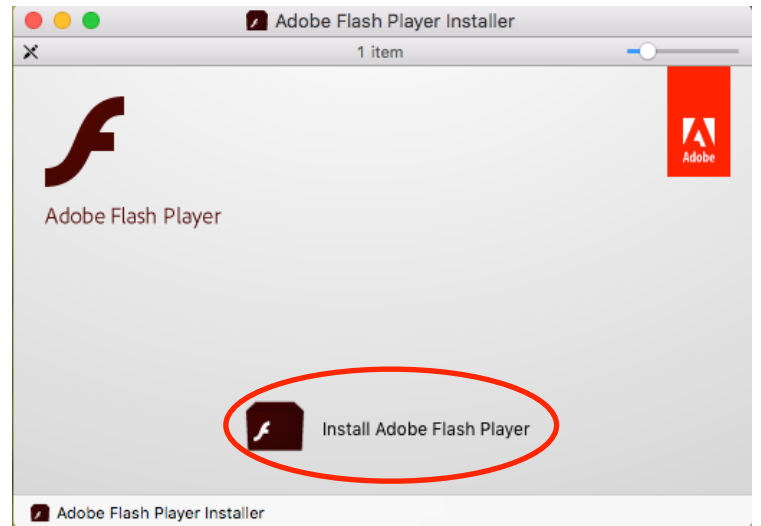 Adobe Flash Player Installer
1 item
Adobe
Adobe Flash Player
Install Adobe Flash Player
Adobe Flash Player Installer